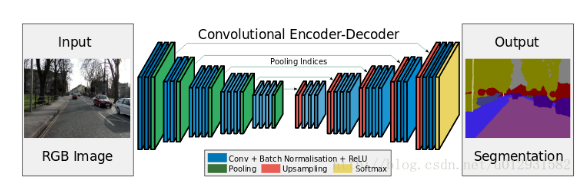 Convolutional Encoder-Decoder
Input
Output
Pooling Indices
RGB Image
Segmentation
Conv + Batch Normalisation + ReLU
Pooling
Upsampling
Softmax